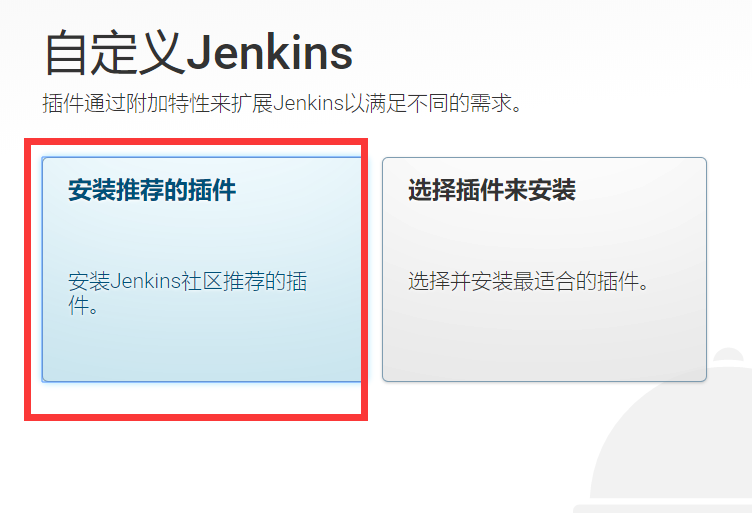 自定义Jenkins
插件通过附加特性来扩展Jenkins以满足不同的需求。
安装推荐的插件
安装Jenkins社区推荐的插
件。
选择插件来安装
选择并安装最适合的插件。